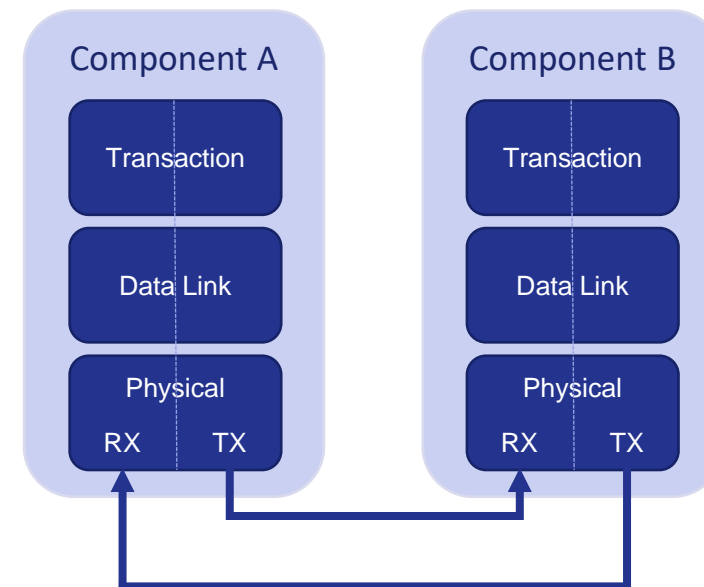 Component A
Transaction
Data Link
Physical
RX TX
Component B
Transaction
Data Link
Physical
RX TX